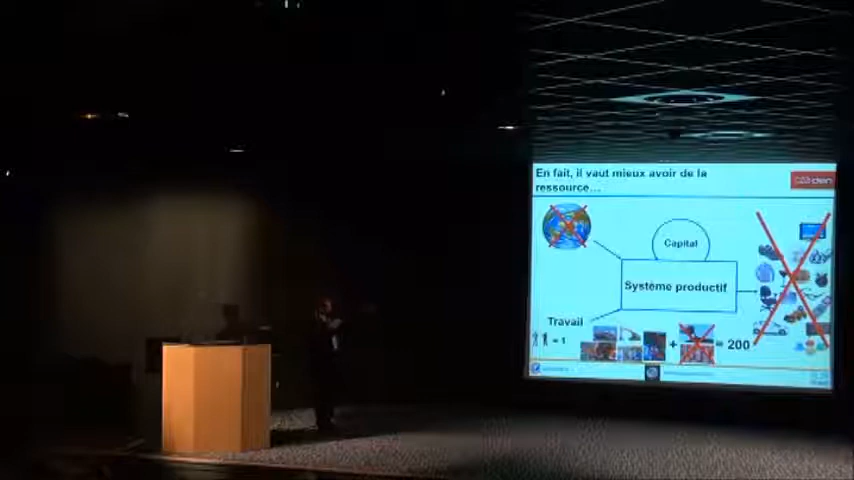 En fait, il vaut mieux avoir de la
ressource...
Capital
Système productif
Travail
= 1
+
= 200